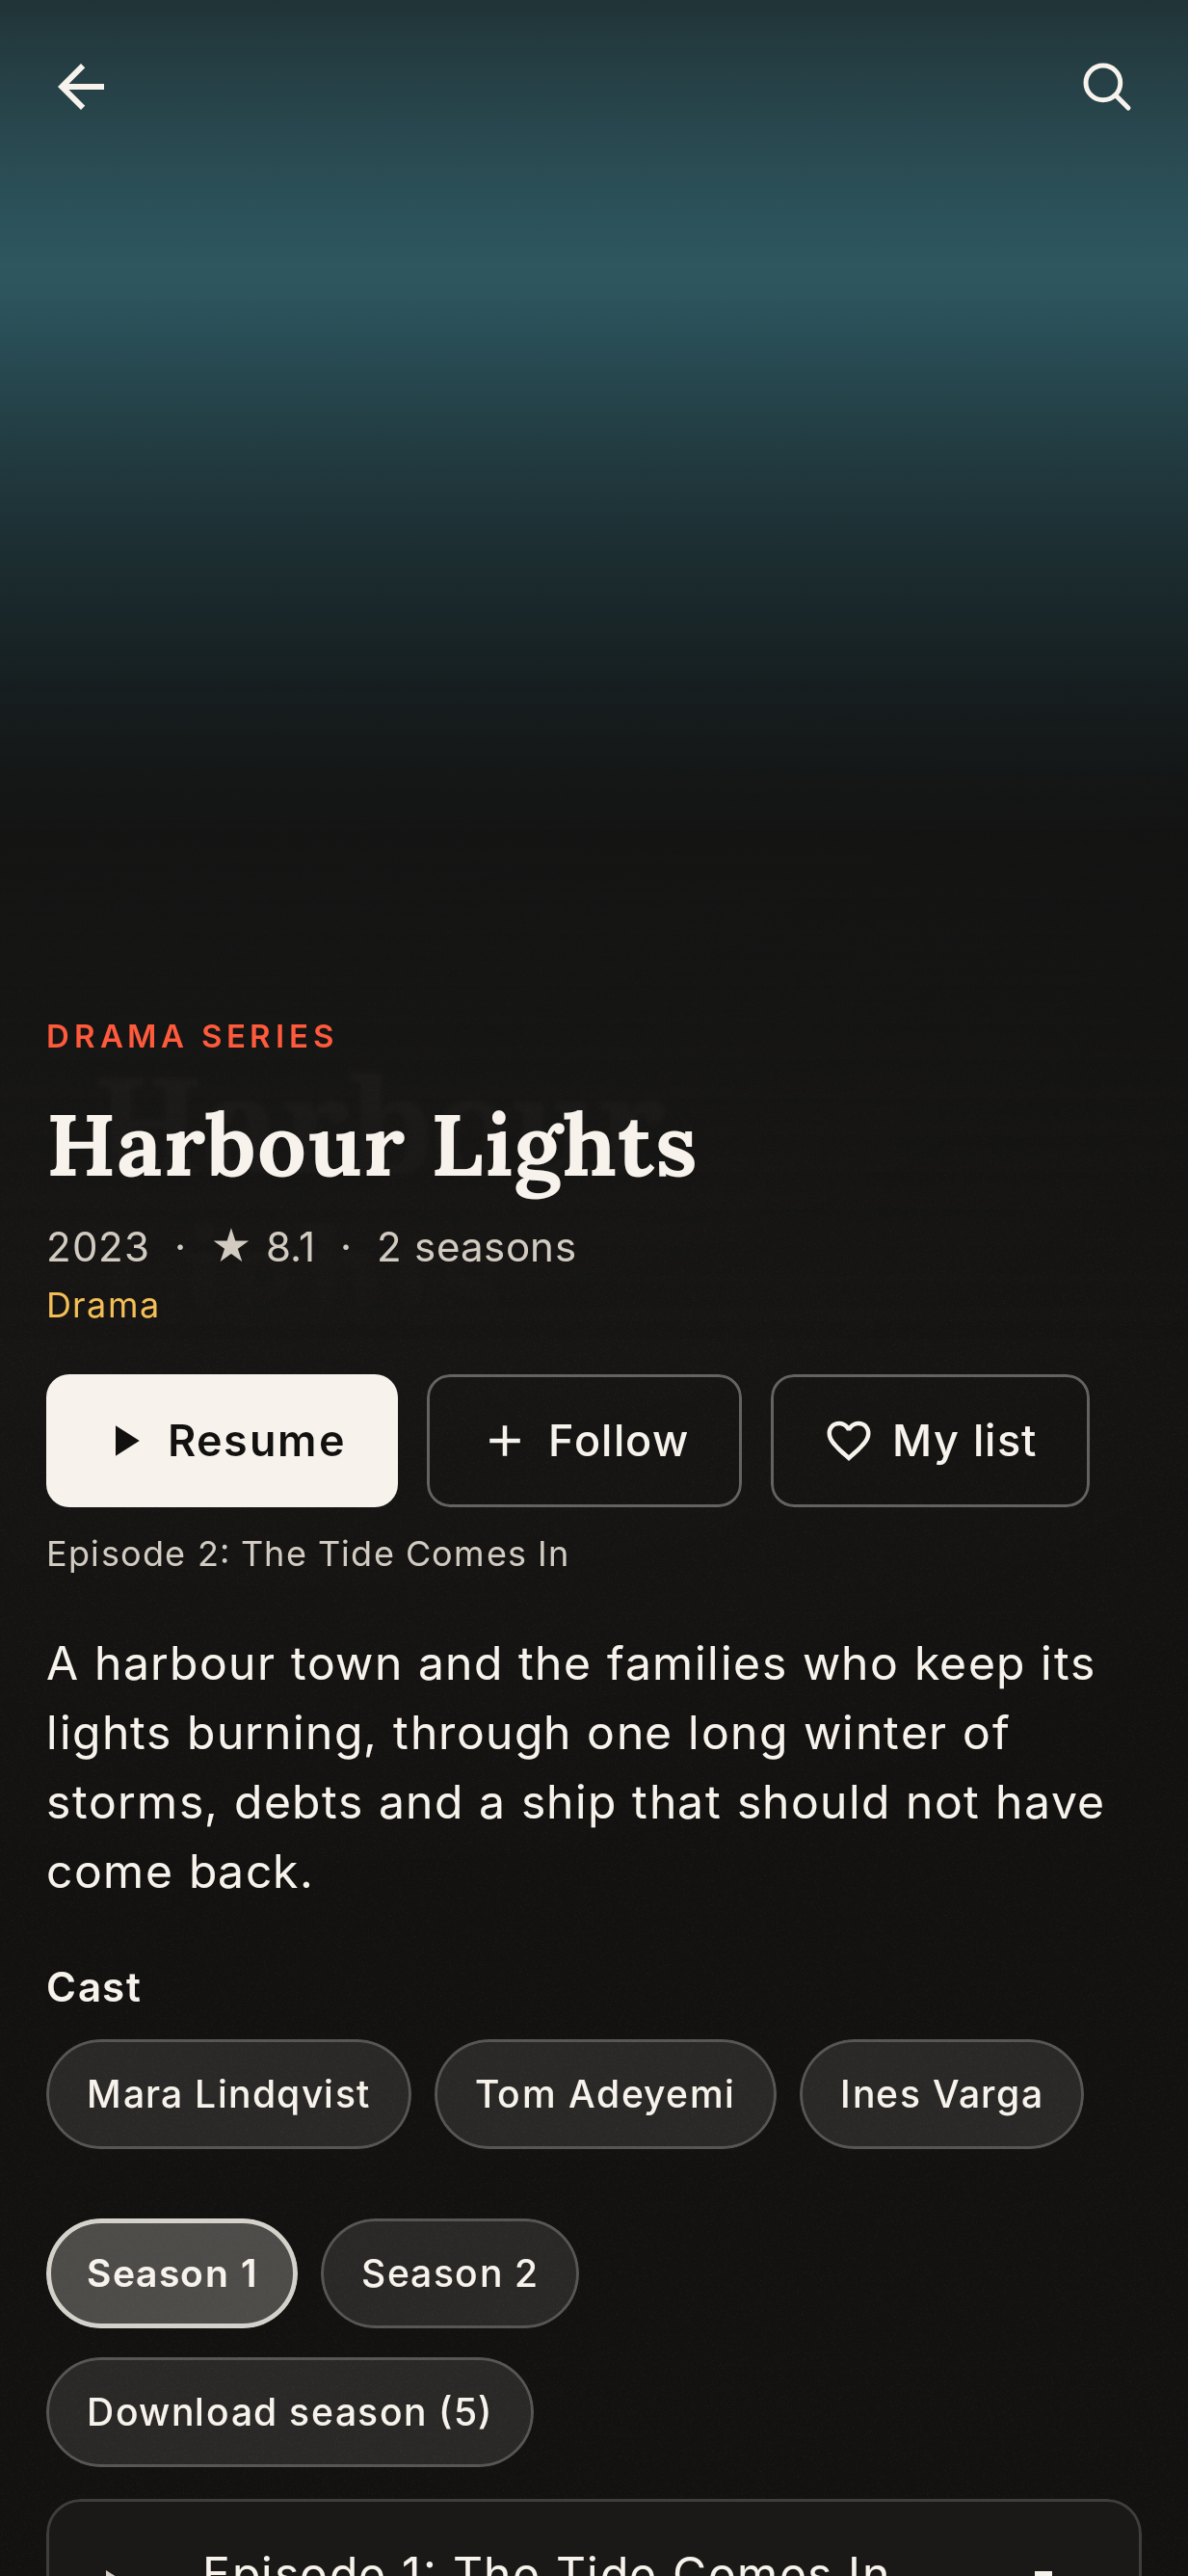 DRAMA SERIES
Harbour
Harbour Lights
2023 · ★ 8.1 · 2 seasons
Drama
Resume
Follow
My list
Episode 2: The Tide Comes In
A harbour town and the families who keep its
lights burning, through one long winter of
storms, debts and a ship that should not have
come back.
Cast
Mara Lindqvist
Tom Adeyemi
Ines Varga
Season 1
Season 2
Download season (5)
Episode 1: The Tide Comes In